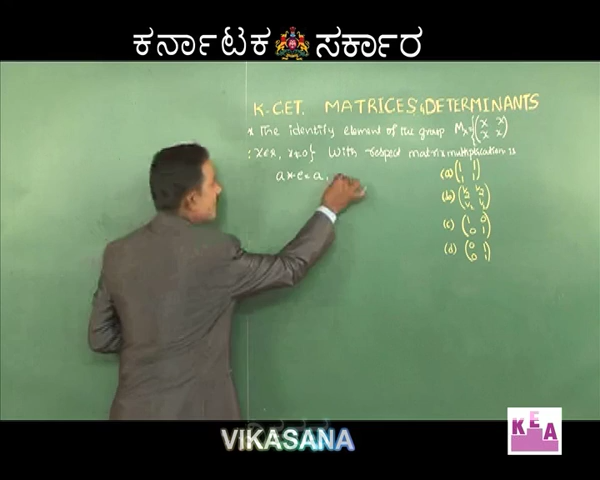 ಕರ್ನಾಟಕ ಸರ್ಕಾರ
K-CET. MATRICES & DETERMINANTS
* The identity element of the group Mx = {(x x
x x)
: x∈R, x≠0} With respect matrix multiplication is
a * e = a,
(a) (1 1
1 1)
(b) (½ ½
½ ½)
(c) (1 0
0 1)
(d) (0 1
0 1)
VIKASANA
KEA